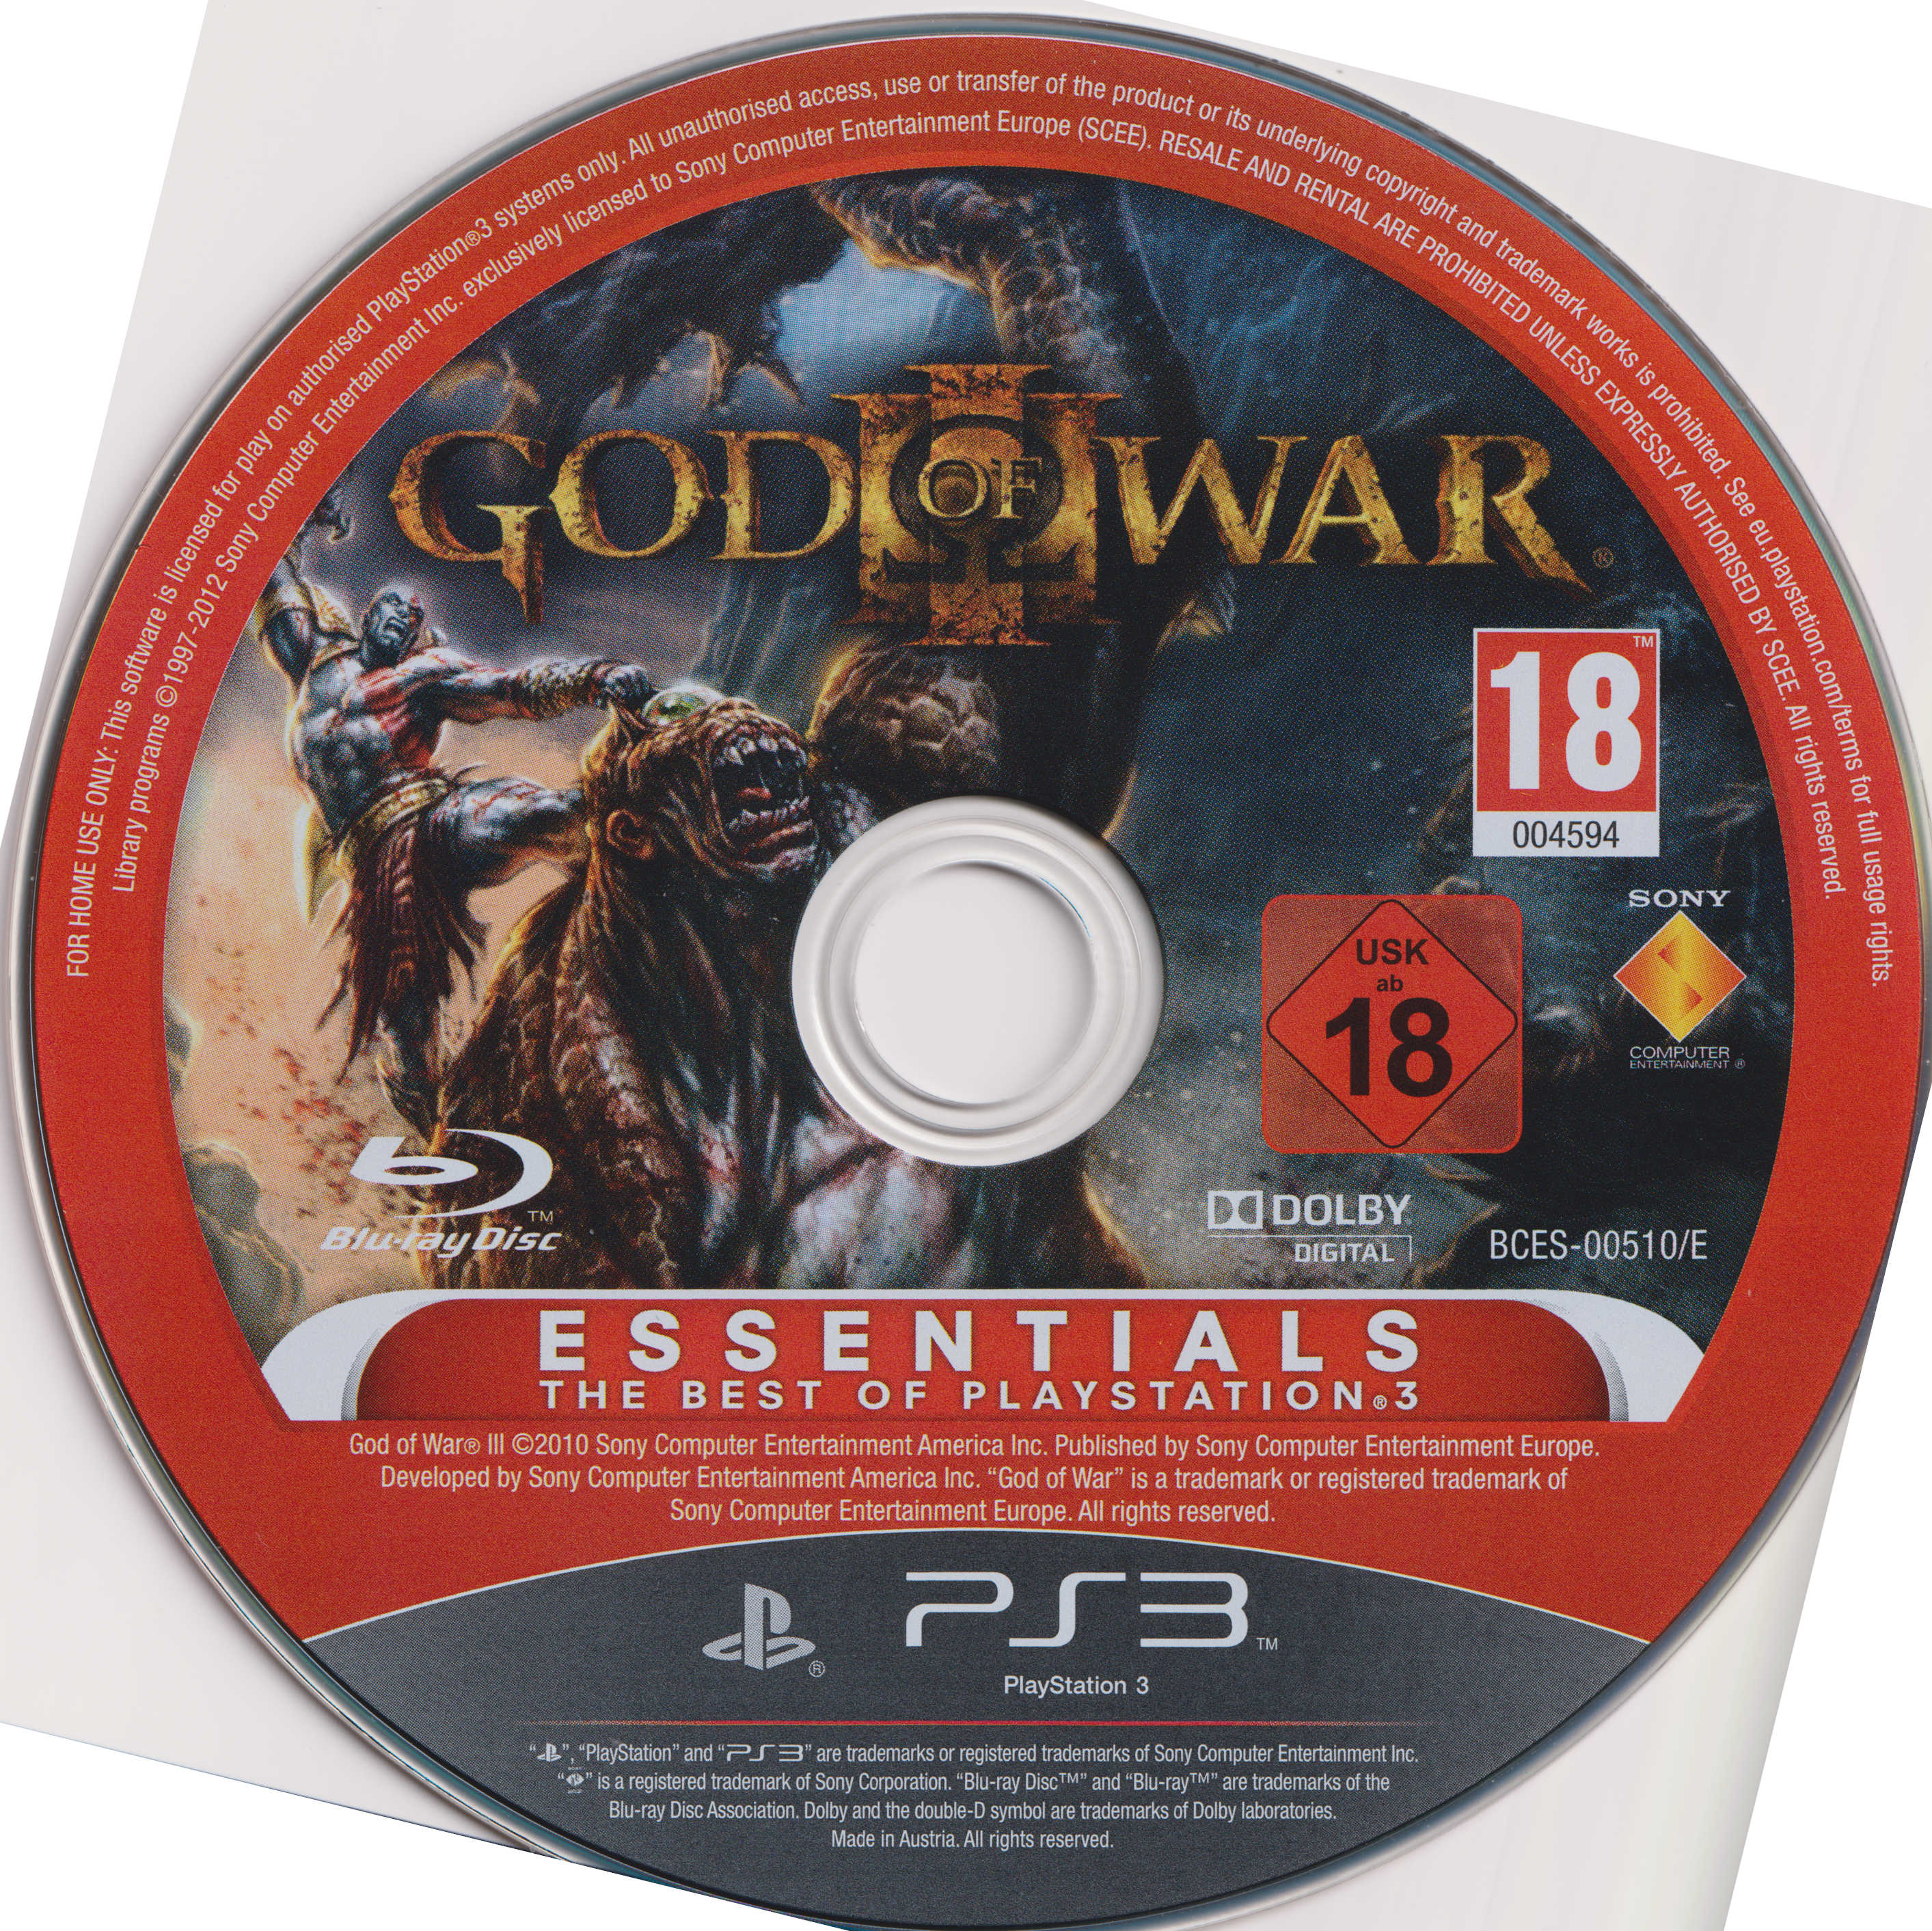 FOR HOME USE ONLY: This software is licensed for play on authorised PlayStation®3 systems only. All unauthorised access, use or transfer of the product or its underlying copyright and trademark works is prohibited. See eu.playstation.com/terms for full usage rights.
Library programs ©1997-2012 Sony Computer Entertainment Inc. exclusively licensed to Sony Computer Entertainment Europe (SCEE). RESALE AND RENTAL ARE PROHIBITED UNLESS EXPRESSLY AUTHORISED BY SCEE. All rights reserved.
III
GOD OF WAR®
18™
004594
SONY
COMPUTER
ENTERTAINMENT ®
USK
ab
18
Blu-ray Disc™
DOLBY
DIGITAL
BCES-00510/E
ESSENTIALS
THE BEST OF PLAYSTATION®3
God of War® III ©2010 Sony Computer Entertainment America Inc. Published by Sony Computer Entertainment Europe.
Developed by Sony Computer Entertainment America Inc. “God of War” is a trademark or registered trademark of
Sony Computer Entertainment Europe. All rights reserved.
® PS3™
PlayStation 3
“ ”, “PlayStation” and “PS3” are trademarks or registered trademarks of Sony Computer Entertainment Inc.
“ ” is a registered trademark of Sony Corporation. “Blu-ray Disc™” and “Blu-ray™” are trademarks of the
Blu-ray Disc Association. Dolby and the double-D symbol are trademarks of Dolby laboratories.
Made in Austria. All rights reserved.